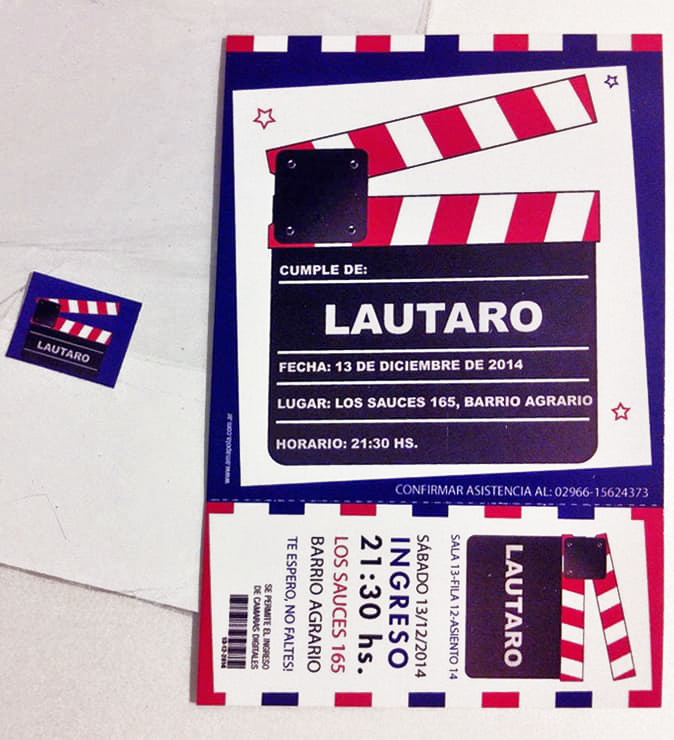 LAUTARO
CUMPLE DE:
LAUTARO
FECHA: 13 DE DICIEMBRE DE 2014
LUGAR: LOS SAUCES 165, BARRIO AGRARIO
HORARIO: 21:30 HS.
CONFIRMAR ASISTENCIA AL: 02966-15624373
LAUTARO
SALA 13-FILA 12-ASIENTO 14
SÁBADO 13/12/2014
INGRESO
21:30 hs.
LOS SAUCES 165
BARRIO AGRARIO
TE ESPERO, NO FALTES!
SE PERMITE EL INGRESO
DE CAMARAS DIGITALES